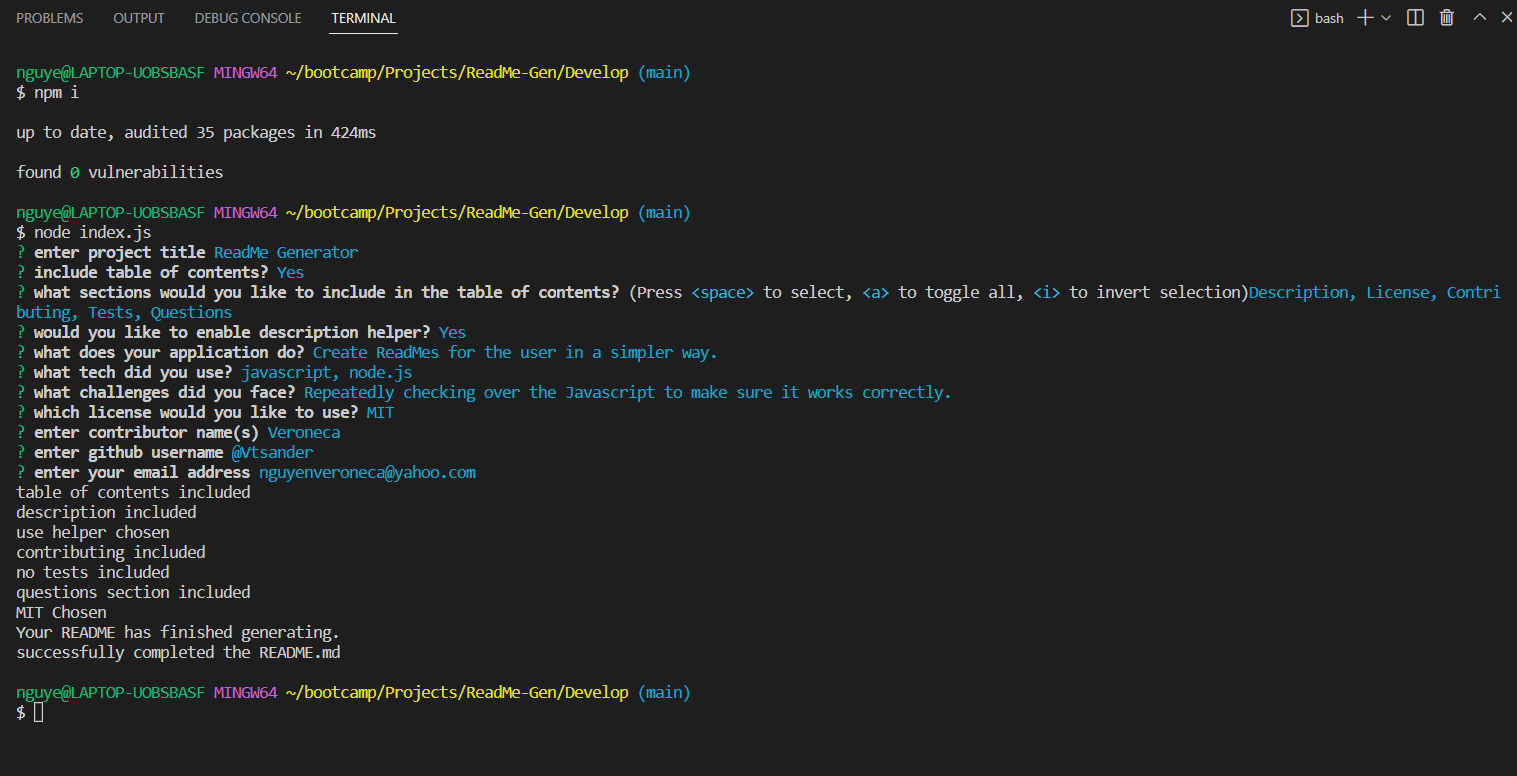 PROBLEMS OUTPUT DEBUG CONSOLE TERMINAL bash
nguye@LAPTOP-UOBSBASF MINGW64 ~/bootcamp/Projects/ReadMe-Gen/Develop (main)
$ npm i
up to date, audited 35 packages in 424ms
found 0 vulnerabilities
nguye@LAPTOP-UOBSBASF MINGW64 ~/bootcamp/Projects/ReadMe-Gen/Develop (main)
$ node index.js
? enter project title ReadMe Generator
? include table of contents? Yes
? what sections would you like to include in the table of contents? (Press <space> to select, <a> to toggle all, <i> to invert selection)Description, License, Contri
buting, Tests, Questions
? would you like to enable description helper? Yes
? what does your application do? Create ReadMes for the user in a simpler way.
? what tech did you use? javascript, node.js
? what challenges did you face? Repeatedly checking over the Javascript to make sure it works correctly.
? which license would you like to use? MIT
? enter contributor name(s) Veroneca
? enter github username @Vtsander
? enter your email address nguyenveroneca@yahoo.com
table of contents included
description included
use helper chosen
contributing included
no tests included
questions section included
MIT Chosen
Your README has finished generating.
successfully completed the README.md
nguye@LAPTOP-UOBSBASF MINGW64 ~/bootcamp/Projects/ReadMe-Gen/Develop (main)
$